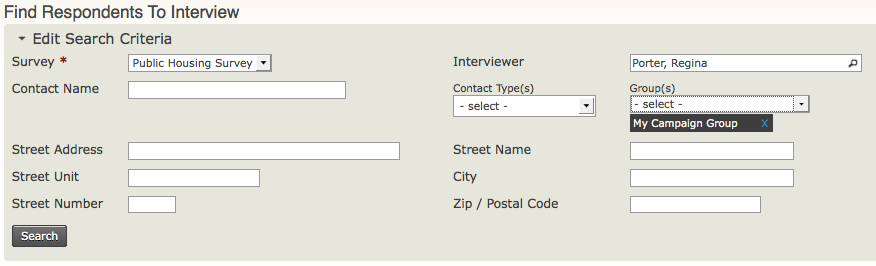 Find Respondents To Interview
Edit Search Criteria
Survey * Public Housing Survey Interviewer Porter, Regina
Contact Name Contact Type(s) - select - Group(s) - select -
My Campaign Group X
Street Address Street Name
Street Unit City
Street Number Zip / Postal Code
Search